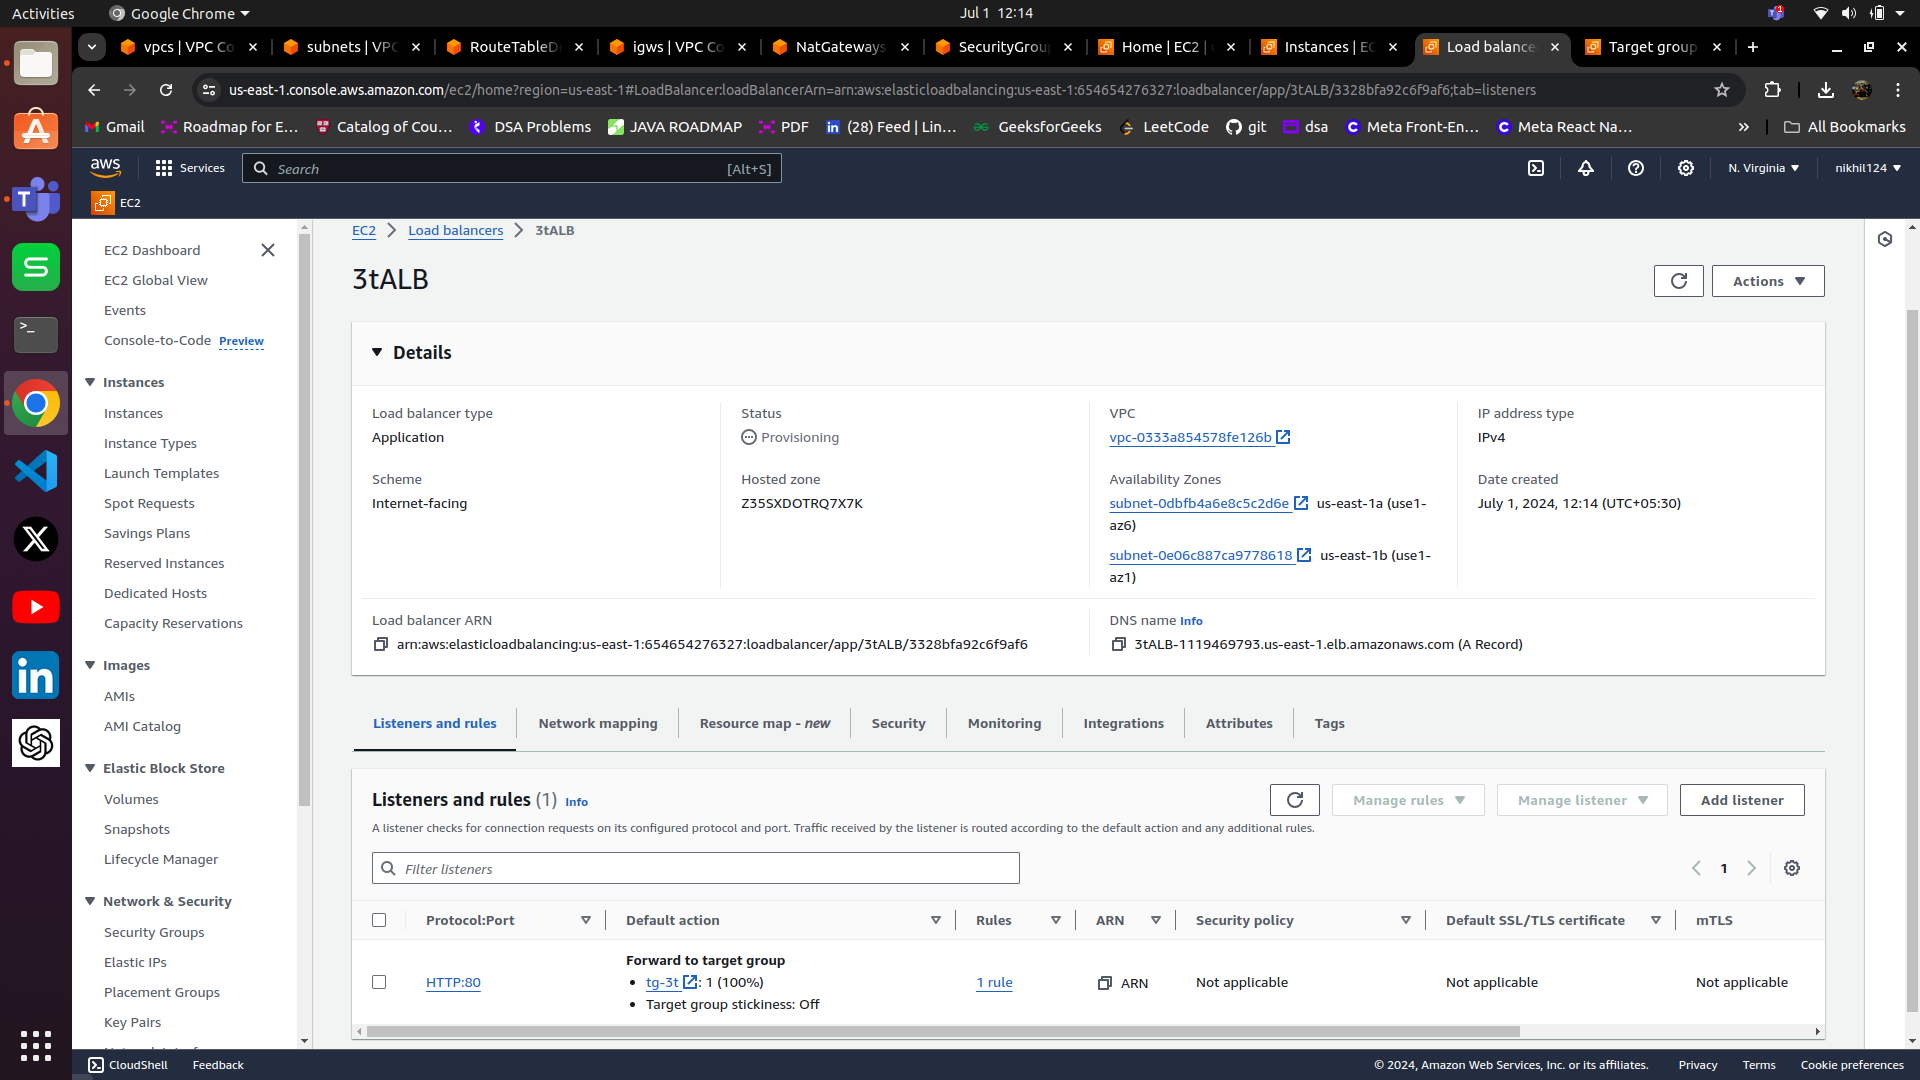 Activities
Google Chrome
Jul 1 12:14
1
vpcs | VPC Co
subnets | VPC
RouteTableDe
igws | VPC Co
NatGateways
SecurityGroup
Home | EC2 |
Instances | EC
Load balance
Target group
us-east-1.console.aws.amazon.com/ec2/home?region=us-east-1#LoadBalancer:loadBalancerArn=arn:aws:elasticloadbalancing:us-east-1:654654276327:loadbalancer/app/3tALB/3328bfa92c6f9af6;tab=listeners
Gmail
Roadmap for E...
Catalog of Cou...
DSA Problems
JAVA ROADMAP
PDF
(28) Feed | Lin...
GeeksforGeeks
LeetCode
git
dsa
Meta Front-En...
Meta React Na...
All Bookmarks
aws
Services
Search
[Alt+S]
N. Virginia
nikhil124
EC2
EC2 Dashboard
EC2 Global View
Events
Console-to-Code Preview
Instances
Instances
Instance Types
Launch Templates
Spot Requests
Savings Plans
Reserved Instances
Dedicated Hosts
Capacity Reservations
Images
AMIs
AMI Catalog
Elastic Block Store
Volumes
Snapshots
Lifecycle Manager
Network & Security
Security Groups
Elastic IPs
Placement Groups
Key Pairs
EC2
Load balancers
3tALB
3tALB
Actions
Details
Load balancer type
Application
Status
Provisioning
VPC
vpc-0333a854578fe126b
IP address type
IPv4
Scheme
Internet-facing
Hosted zone
Z35SXDOTRQ7X7K
Availability Zones
subnet-0dbfb4a6e8c5c2d6e us-east-1a (use1-
az6)
subnet-0e06c887ca9778618 us-east-1b (use1-
az1)
Date created
July 1, 2024, 12:14 (UTC+05:30)
Load balancer ARN
arn:aws:elasticloadbalancing:us-east-1:654654276327:loadbalancer/app/3tALB/3328bfa92c6f9af6
DNS name Info
3tALB-1119469793.us-east-1.elb.amazonaws.com (A Record)
Listeners and rules
Network mapping
Resource map - new
Security
Monitoring
Integrations
Attributes
Tags
Listeners and rules (1) Info
Manage rules
Manage listener
Add listener
A listener checks for connection requests on its configured protocol and port. Traffic received by the listener is routed according to the default action and any additional rules.
Filter listeners
1
Protocol:Port
Default action
Rules
ARN
Security policy
Default SSL/TLS certificate
mTLS
HTTP:80
Forward to target group
tg-3t : 1 (100%)
Target group stickiness: Off
1 rule
ARN
Not applicable
Not applicable
Not applicable
CloudShell
Feedback
© 2024, Amazon Web Services, Inc. or its affiliates.
Privacy
Terms
Cookie preferences